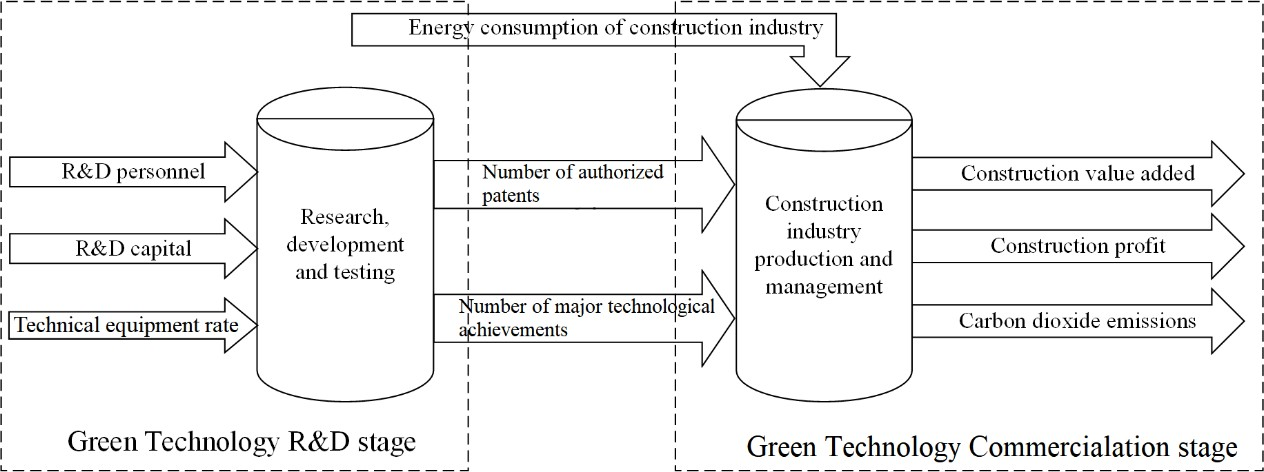 Energy consumption of construction industry
R&D personnel
R&D capital
Technical equipment rate
Research,
development
and testing
Number of authorized
patents
Number of major technological
achievements
Construction
industry
production and
management
Construction value added
Construction profit
Carbon dioxide emissions
Green Technology R&D stage
Green Technology Commercialation stage